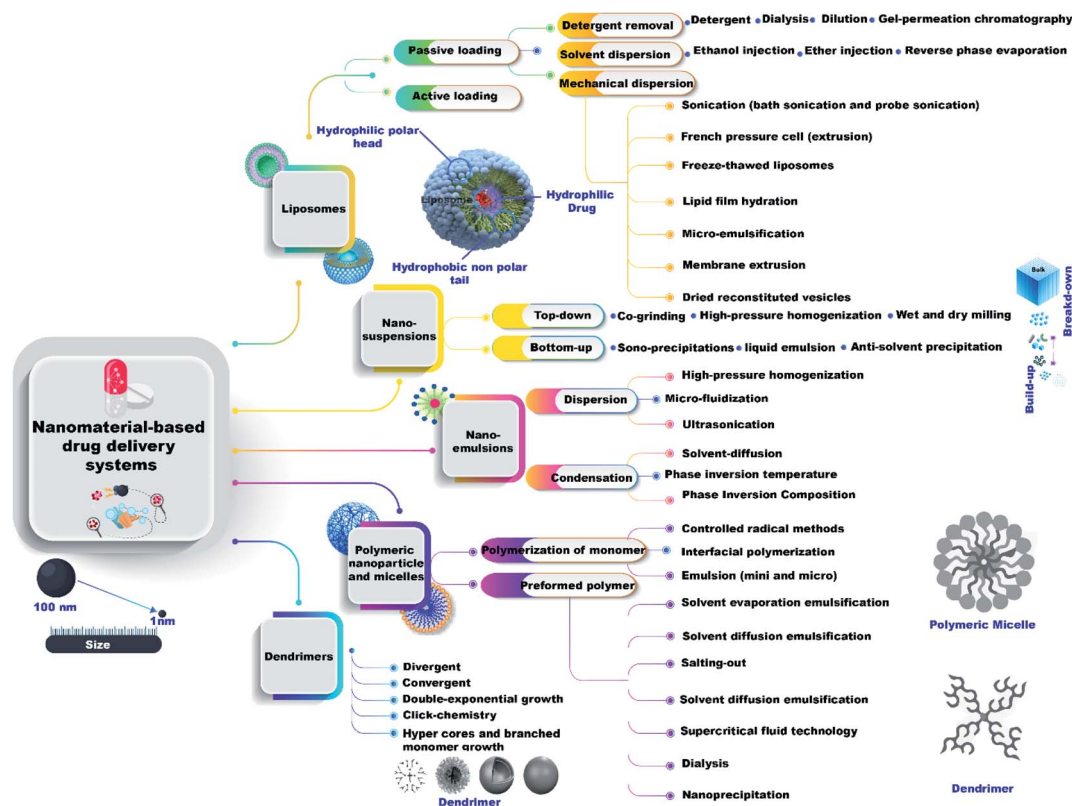 Detergent removal
Detergent • Dialysis • Dilution • Gel-permeation chromatography
Passive loading
Solvent dispersion
Ethanol injection • Ether injection • Reverse phase evaporation
Mechanical dispersion
Active loading
Sonication (bath sonication and probe sonication)
French pressure cell (extrusion)
Freeze-thawed liposomes
Lipid film hydration
Micro-emulsification
Membrane extrusion
Dried reconstituted vesicles
Hydrophilic polar
head
Liposomes
Liposome
Hydrophilic
Drug
Hydrophobic non polar
tail
Nano-
suspensions
Top-down
Co-grinding • High-pressure homogenization • Wet and dry milling
Bottom-up
Sono-precipitations • liquid emulsion • Anti-solvent precipitation
Bulk
Breakd-own
Build-up
Nanomaterial-based
drug delivery
systems
Nano-
emulsions
Dispersion
High-pressure homogenization
Micro-fluidization
Ultrasonication
Condensation
Solvent-diffusion
Phase inversion temperature
Phase Inversion Composition
Polymeric
nanoparticle
and micelles
Polymerization of monomer
Controlled radical methods
Interfacial polymerization
Emulsion (mini and micro)
Preformed polymer
Solvent evaporation emulsification
Solvent diffusion emulsification
Salting-out
Solvent diffusion emulsification
Supercritical fluid technology
Dialysis
Nanoprecipitation
Polymeric Micelle
100 nm
1nm
Size
Dendrimers
Divergent
Convergent
Double-exponential growth
Click-chemistry
Hyper cores and branched
monomer growth
Dendrimer
Dendrimer